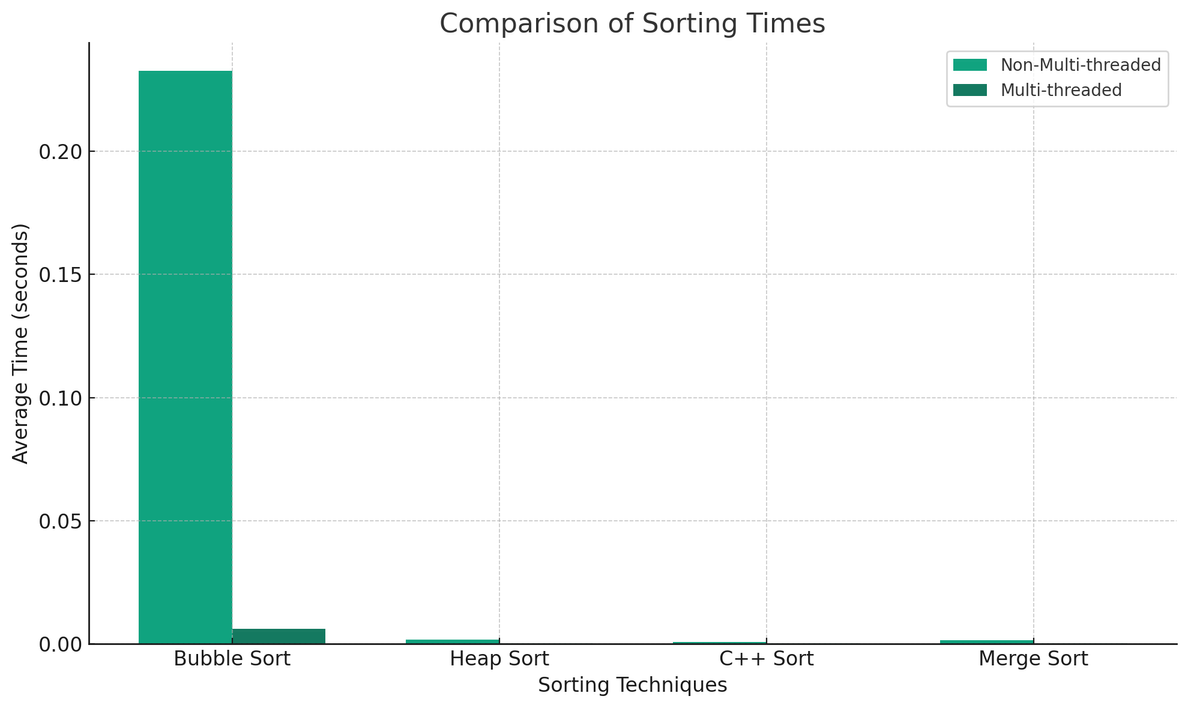 Comparison of Sorting Times
Non-Multi-threaded
Multi-threaded
Average Time (seconds)
0.20
0.15
0.10
0.05
0.00
Bubble Sort
Heap Sort
C++ Sort
Merge Sort
Sorting Techniques